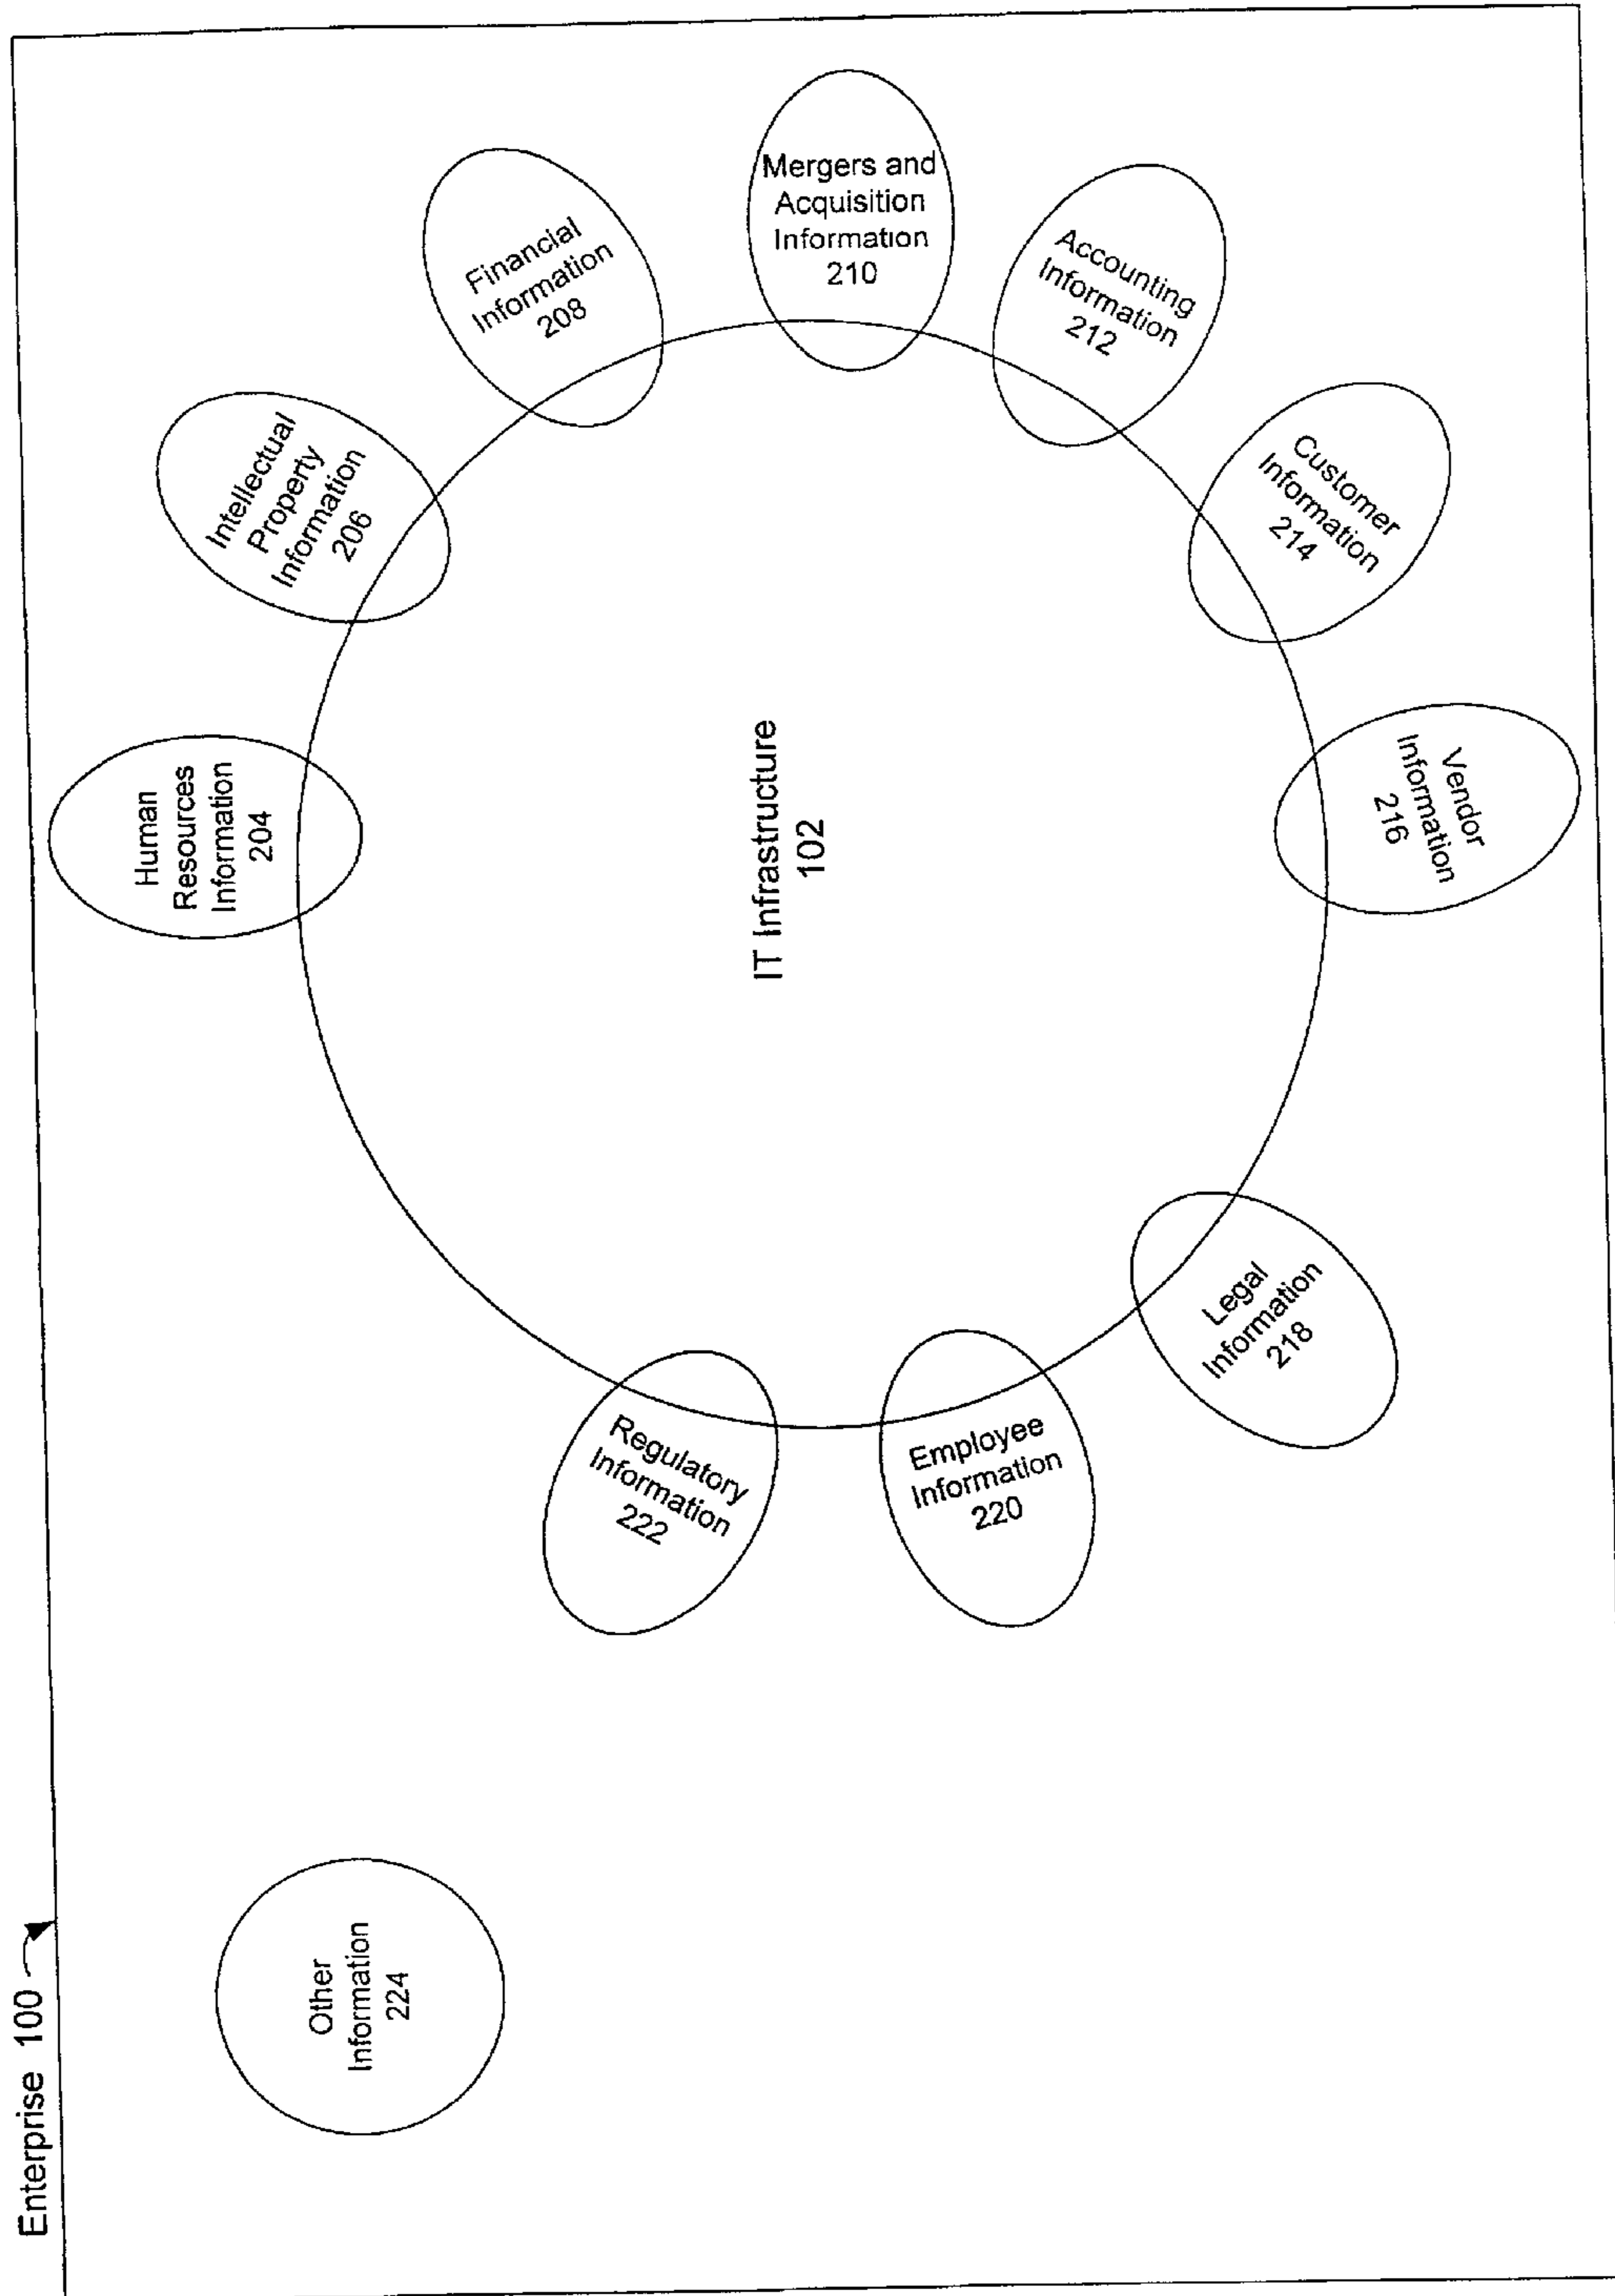 Enterprise 100
Human
Resources
Information
204
Intellectual
Property
Information
206
Financial
Information
208
Mergers and
Acquisition
Information
210
Accounting
Information
212
Customer
Information
214
Vendor
Information
216
Legal
Information
218
Employee
Information
220
Regulatory
Information
222
Other
Information
224
IT Infrastructure
102